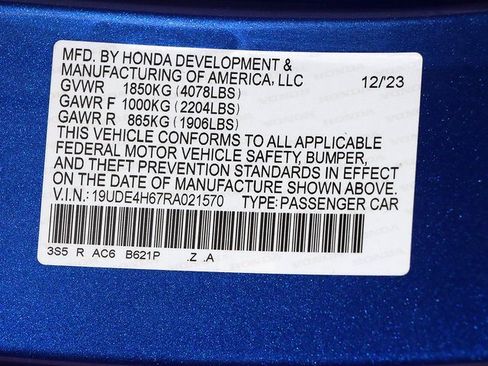 MFD. BY HONDA DEVELOPMENT &
MANUFACTURING OF AMERICA, LLC 12/'23
GVWR 1850KG (4078LBS)
GAWR F 1000KG (2204LBS)
GAWR R 865KG (1906LBS)
THIS VEHICLE CONFORMS TO ALL APPLICABLE
FEDERAL MOTOR VEHICLE SAFETY, BUMPER,
AND THEFT PREVENTION STANDARDS IN EFFECT
ON THE DATE OF MANUFACTURE SHOWN ABOVE.
V.I.N.: 19UDE4H67RA021570 TYPE: PASSENGER CAR
3S5 R AC6 B621P .Z .A